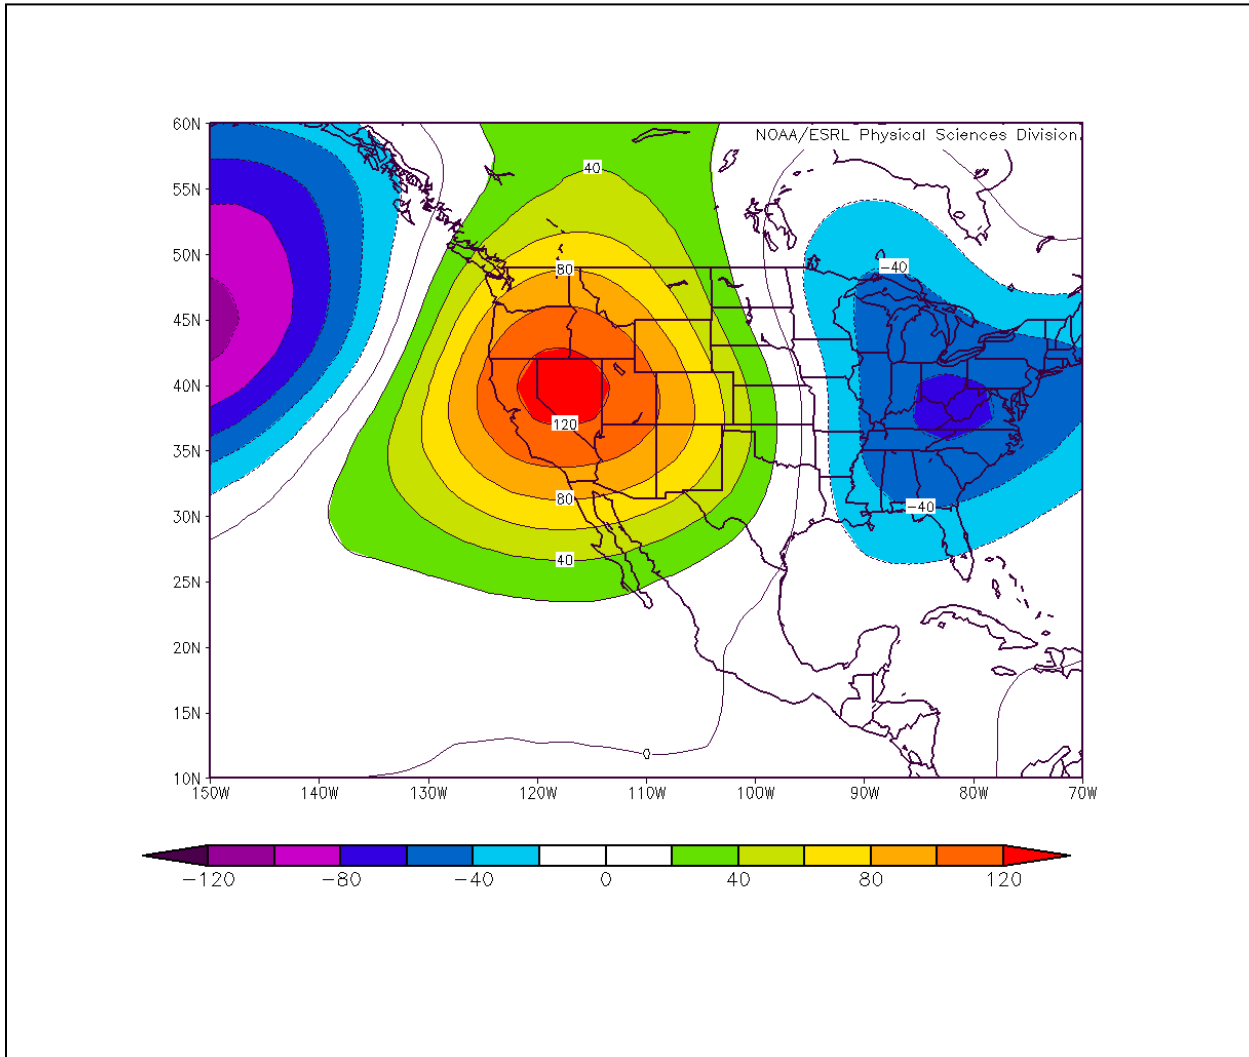 60N
NOAA/ESRL Physical Sciences Division
40
55N
50N
80
-40
45N
40N
120
35N
80
-40
30N
40
25N
20N
15N
0
10N
150W 140W 130W 120W 110W 100W 90W 80W 70W
-120 -80 -40 0 40 80 120